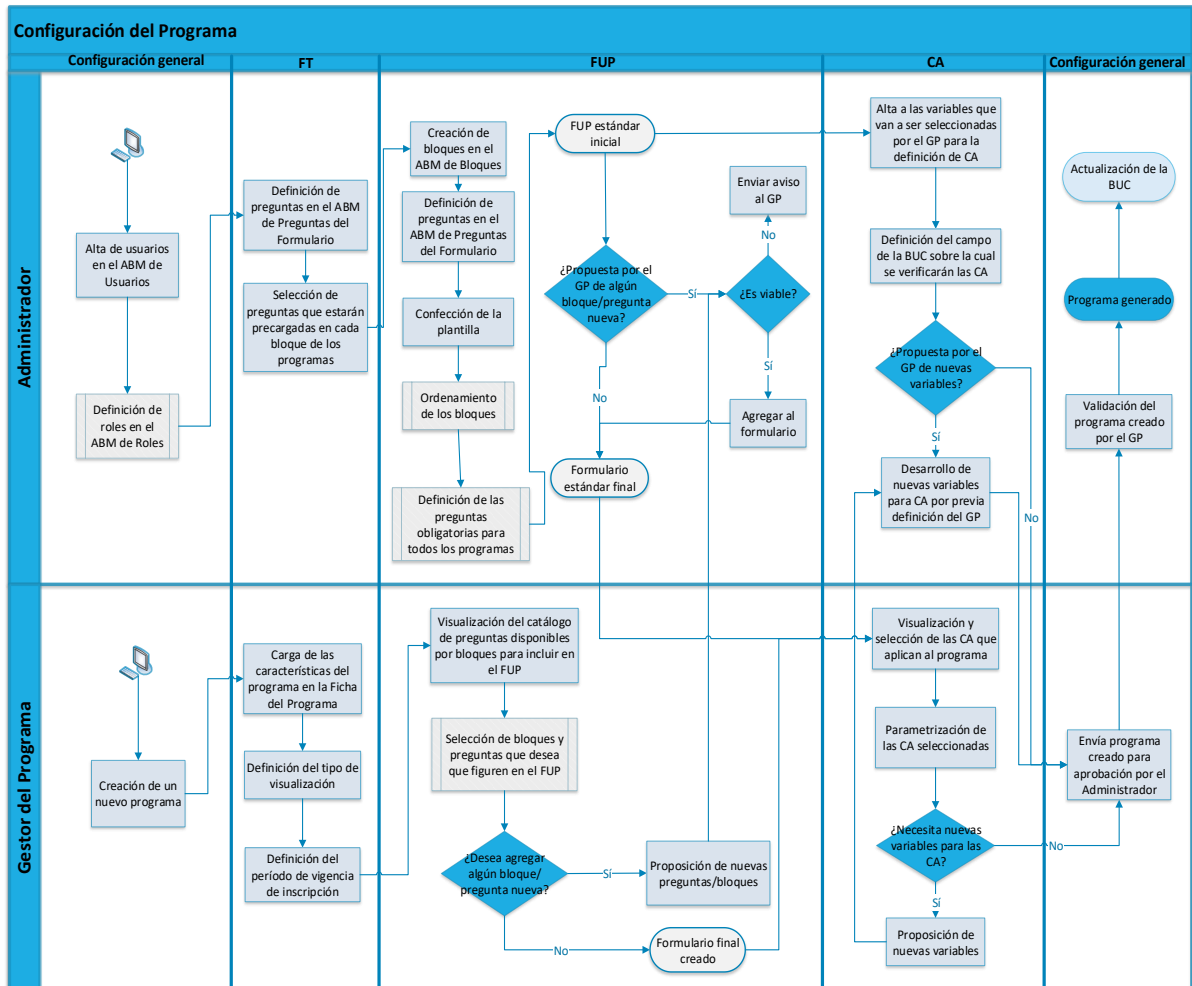 Configuración del Programa
Configuración general
FT
FUP
CA
Configuración general
Administrador
Alta de usuarios
en el ABM de
Usuarios
Definición de
roles en el
ABM de Roles
Definición de
preguntas en el ABM
de Preguntas del
Formulario
Selección de
preguntas que estarán
precargadas en cada
bloque de los
programas
Creación de
bloques en el
ABM de Bloques
Definición de
preguntas en el
ABM de Preguntas
del Formulario
Confección de la
plantilla
Ordenamiento
de los bloques
Definición de las
preguntas
obligatorias para
todos los programas
FUP estándar
inicial
¿Propuesta por el
GP de algún
bloque/pregunta
nueva?
Sí
No
Formulario
estándar final
Enviar aviso
al GP
No
¿Es viable?
Sí
Agregar al
formulario
Alta a las variables que
van a ser seleccionadas
por el GP para la
definición de CA
Definición del campo
de la BUC sobre la cual
se verificarán las CA
¿Propuesta por el
GP de nuevas
variables?
Sí
No
Desarrollo de
nuevas variables
para CA por previa
definición del GP
Actualización de la
BUC
Programa generado
Validación del
programa creado
por el GP
Gestor del Programa
Creación de un
nuevo programa
Carga de las
características del
programa en la Ficha
del Programa
Definición del tipo de
visualización
Definición del
período de vigencia
de inscripción
Visualización del catálogo
de preguntas disponibles
por bloques para incluir en
el FUP
Selección de bloques y
preguntas que desea
que figuren en el FUP
¿Desea agregar
algún bloque/
pregunta nueva?
Sí
No
Proposición de nuevas
preguntas/bloques
Formulario final
creado
Visualización y
selección de las CA que
aplican al programa
Parametrización de
las CA seleccionadas
¿Necesita nuevas
variables para las
CA?
No
Sí
Proposición de
nuevas variables
Envía programa
creado para
aprobación por el
Administrador